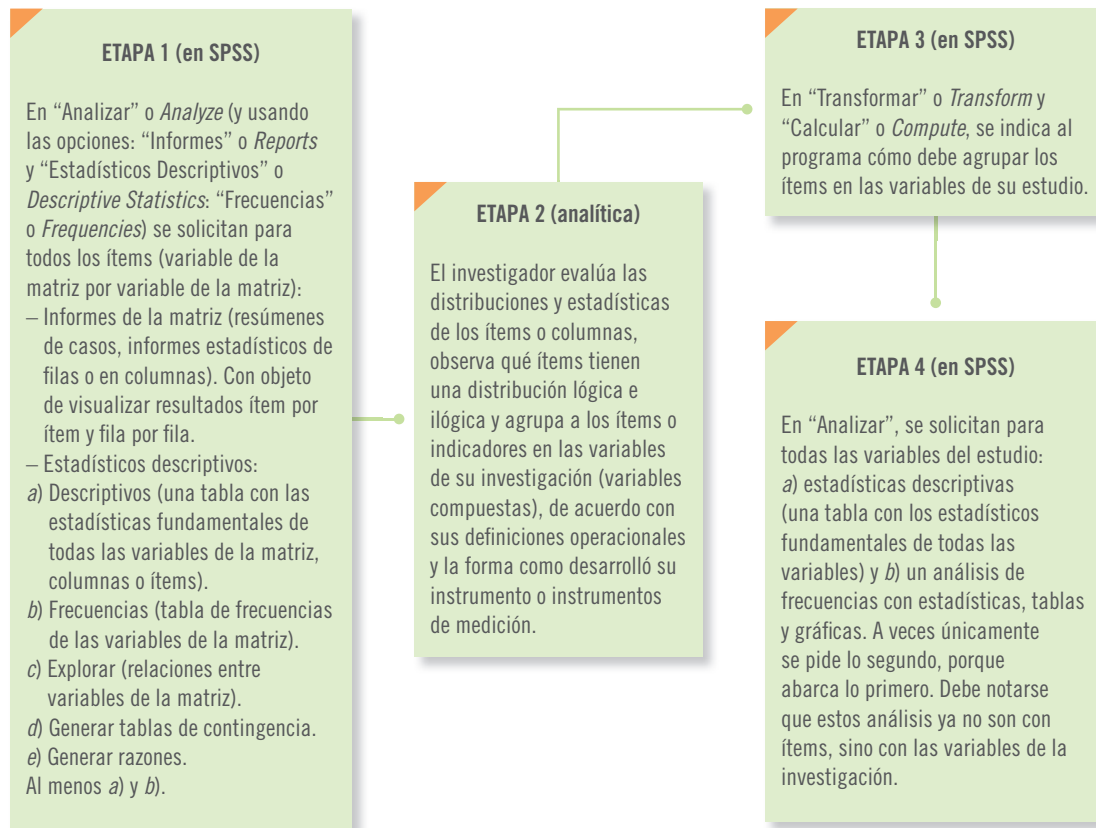 ETAPA 1 (en SPSS)
En “Analizar” o Analyze (y usando
las opciones: “Informes” o Reports
y “Estadísticos Descriptivos” o
Descriptive Statistics: “Frecuencias”
o Frequencies) se solicitan para
todos los ítems (variable de la
matriz por variable de la matriz):
– Informes de la matriz (resúmenes
de casos, informes estadísticos de
filas o en columnas). Con objeto
de visualizar resultados ítem por
ítem y fila por fila.
– Estadísticos descriptivos:
a) Descriptivos (una tabla con las
estadísticas fundamentales de
todas las variables de la matriz,
columnas o ítems).
b) Frecuencias (tabla de frecuencias
de las variables de la matriz).
c) Explorar (relaciones entre
variables de la matriz).
d) Generar tablas de contingencia.
e) Generar razones.
Al menos a) y b).
ETAPA 2 (analítica)
El investigador evalúa las
distribuciones y estadísticas
de los ítems o columnas,
observa qué ítems tienen
una distribución lógica e
ilógica y agrupa a los ítems o
indicadores en las variables
de su investigación (variables
compuestas), de acuerdo con
sus definiciones operacionales
y la forma como desarrolló su
instrumento o instrumentos
de medición.
ETAPA 3 (en SPSS)
En “Transformar” o Transform y
“Calcular” o Compute, se indica al
programa cómo debe agrupar los
ítems en las variables de su estudio.
ETAPA 4 (en SPSS)
En “Analizar”, se solicitan para
todas las variables del estudio:
a) estadísticas descriptivas
(una tabla con los estadísticos
fundamentales de todas las
variables) y b) un análisis de
frecuencias con estadísticas, tablas
y gráficas. A veces únicamente
se pide lo segundo, porque
abarca lo primero. Debe notarse
que estos análisis ya no son con
ítems, sino con las variables de la
investigación.